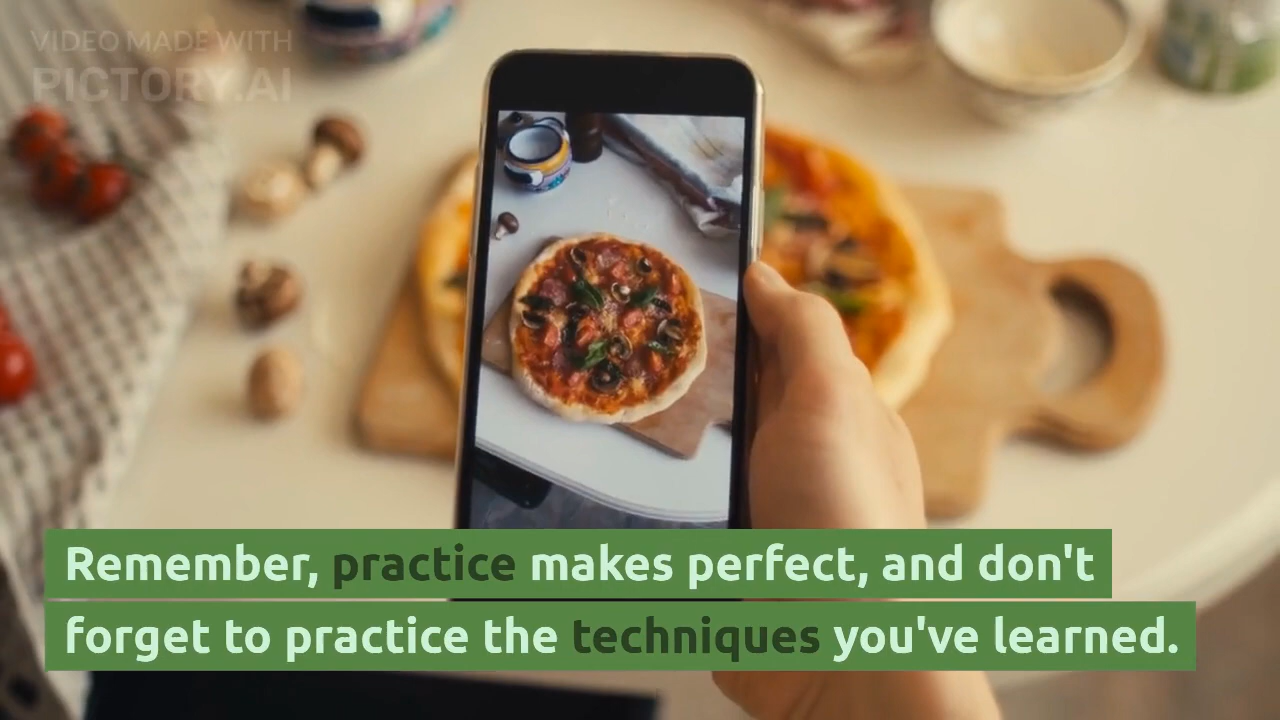 VIDEO MADE WITH
PICTORY.AI
Remember, practice makes perfect, and don't
forget to practice the techniques you've learned.